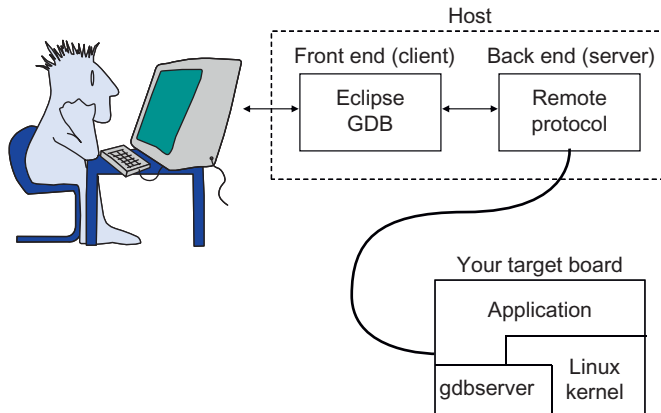 Host
Front end (client)
Back end (server)
Eclipse
GDB
Remote
protocol
Your target board
Application
gdbserver
Linux
kernel